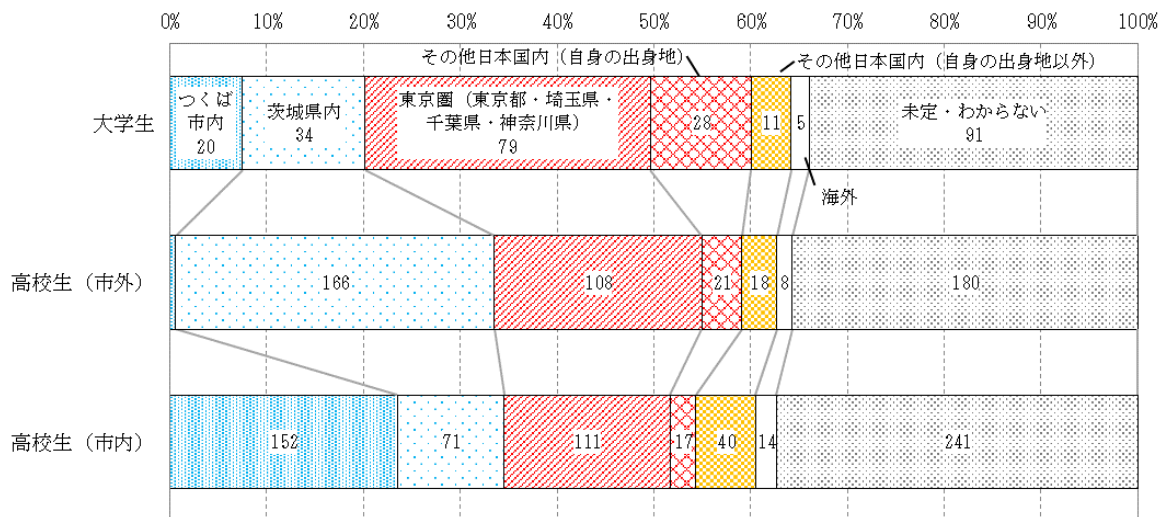 0% 10% 20% 30% 40% 50% 60% 70% 80% 90% 100%
その他日本国内（自身の出身地）
その他日本国内（自身の出身地以外）
大学生
つくば
市内
20
茨城県内
34
東京圏（東京都・埼玉県・
千葉県・神奈川県）
79
28
11
5
未定・わからない
91
海外
高校生（市外） 166 108 21 18 8 180
高校生（市内） 152 71 111 17 40 14 241